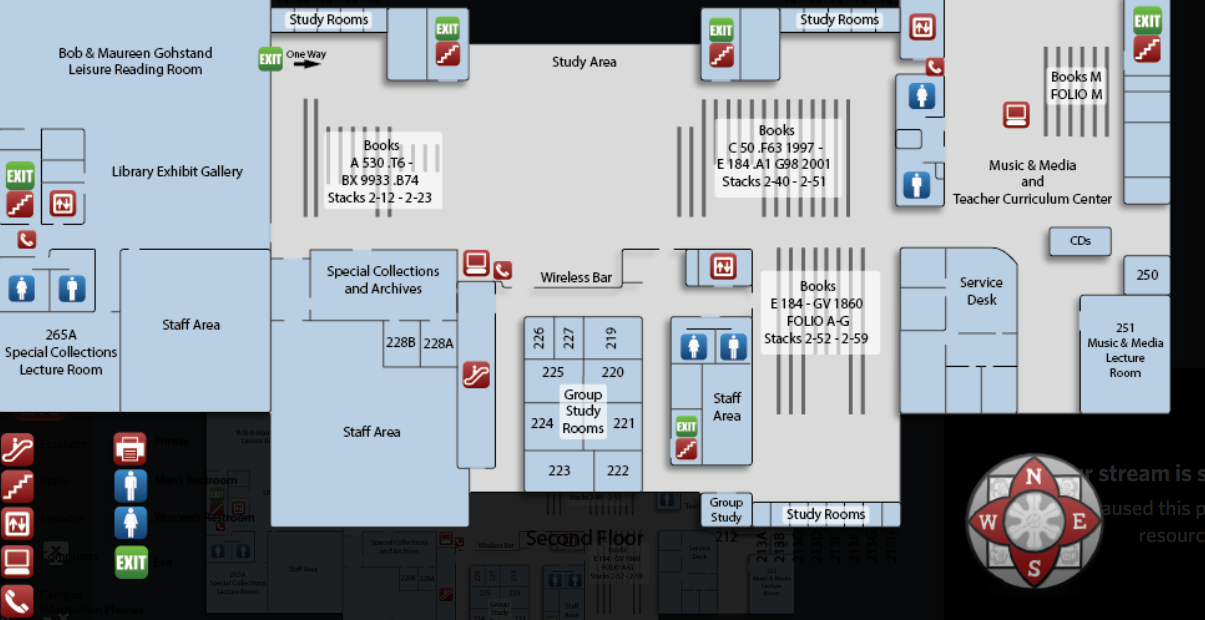 Study Rooms
Study Rooms
EXIT
EXIT
EXIT
Bob & Maureen Gohstand
Leisure Reading Room
EXIT
One Way
Study Area
Books M
FOLIO M
Books
A 530 .T6 -
BX 9933 .B74
Stacks 2-12 - 2-23
Books
C 50 .F63 1997 -
E 184 .A1 G98 2001
Stacks 2-40 - 2-51
Library Exhibit Gallery
EXIT
Music & Media
and
Teacher Curriculum Center
CDs
Special Collections
and Archives
Wireless Bar
Books
E 184 - GV 1860
FOLIO A-G
Stacks 2-52 - 2-59
Service
Desk
250
265A
Special Collections
Lecture Room
Staff Area
228B
228A
226
227
219
225
220
Group
Study
Rooms
224
221
223
222
Staff
Area
EXIT
251
Music & Media
Lecture
Room
Staff Area
Group
Study
212
Study Rooms
213A
213B
Escalator
Stairs
Elevator
Computers
Campus
Information Phones
Printer
Men's Restroom
Women's Restroom
EXIT
Exit
Second Floor
N
W
E
S
r stream is s
aused this p
resourc